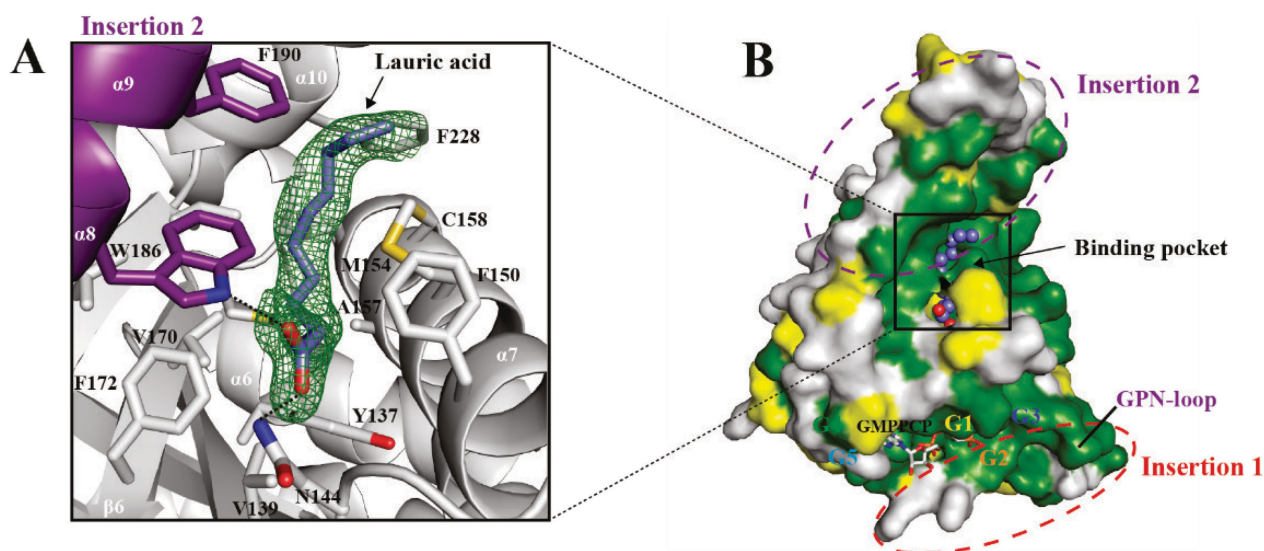 Insertion 2
A
F190
α10
α9
Lauric acid
F228
α8
W186
C158
M154
F150
A157
V170
α7
F172
α6
Y137
N144
V139
β6
B
Insertion 2
Binding pocket
GPN-loop
GMPPCP
G1
G3
G5
G2
Insertion 1